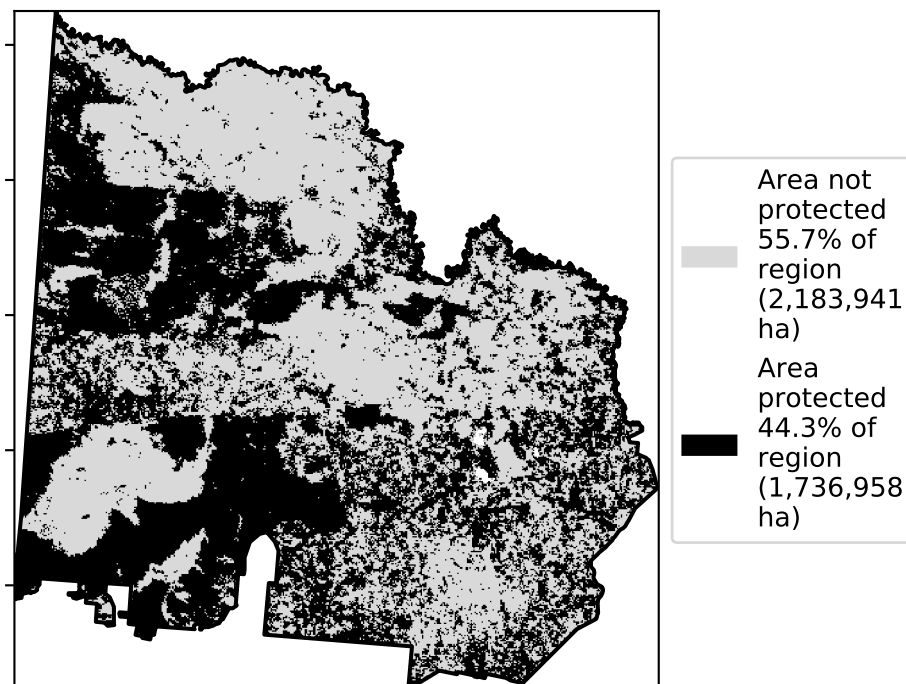 Area not
protected
55.7% of
region
(2,183,941
ha)
Area
protected
44.3% of
region
(1,736,958
ha)